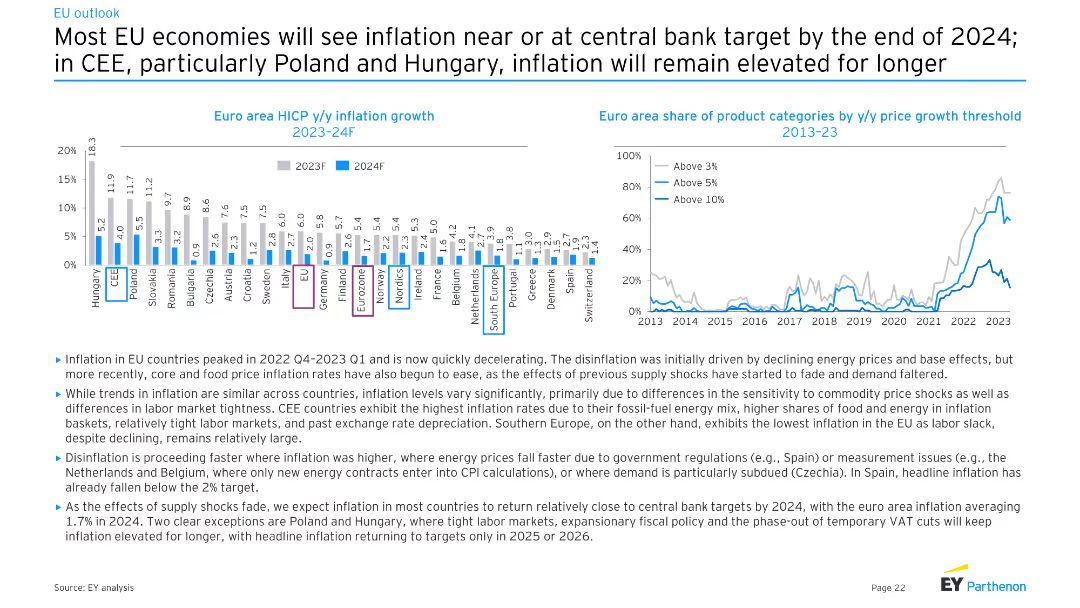 EU outlook
Most EU economies will see inflation near or at central bank target by the end of 2024;
in CEE, particularly Poland and Hungary, inflation will remain elevated for longer
Euro area HICP y/y inflation growth
2023–24F
20%
15%
10%
5%
0%
2023F
2024F
18.3
5.2
11.9
4.0
11.7
5.5
11.2
3.3
9.7
3.2
8.9
0.9
8.6
2.6
7.6
2.3
7.5
1.2
7.5
2.8
6.0
2.7
6.0
2.0
5.8
0.9
5.7
2.6
5.4
1.7
5.4
2.2
5.4
2.3
5.3
2.4
5.0
1.6
4.2
1.8
4.1
2.7
3.9
1.8
3.8
1.1
3.0
1.3
2.9
1.5
2.7
1.9
2.3
1.4
Hungary
CEE
Poland
Slovakia
Romania
Bulgaria
Czechia
Austria
Croatia
Sweden
Italy
EU
Germany
Finland
Eurozone
Norway
Nordics
Ireland
France
Belgium
Netherlands
South Europe
Portugal
Greece
Denmark
Spain
Switzerland
Euro area share of product categories by y/y price growth threshold
2013–23
100%
80%
60%
40%
20%
0%
Above 3%
Above 5%
Above 10%
2013 2014 2015 2016 2017 2018 2019 2020 2021 2022 2023
▸ Inflation in EU countries peaked in 2022 Q4–2023 Q1 and is now quickly decelerating. The disinflation was initially driven by declining energy prices and base effects, but
more recently, core and food price inflation rates have also begun to ease, as the effects of previous supply shocks have started to fade and demand faltered.
▸ While trends in inflation are similar across countries, inflation levels vary significantly, primarily due to differences in the sensitivity to commodity price shocks as well as
differences in labor market tightness. CEE countries exhibit the highest inflation rates due to their fossil-fuel energy mix, higher shares of food and energy in inflation
baskets, relatively tight labor markets, and past exchange rate depreciation. Southern Europe, on the other hand, exhibits the lowest inflation in the EU as labor slack,
despite declining, remains relatively large.
▸ Disinflation is proceeding faster where inflation was higher, where energy prices fall faster due to government regulations (e.g., Spain) or measurement issues (e.g., the
Netherlands and Belgium, where only new energy contracts enter into CPI calculations), or where demand is particularly subdued (Czechia). In Spain, headline inflation has
already fallen below the 2% target.
▸ As the effects of supply shocks fade, we expect inflation in most countries to return relatively close to central bank targets by 2024, with the euro area inflation averaging
1.7% in 2024. Two clear exceptions are Poland and Hungary, where tight labor markets, expansionary fiscal policy and the phase-out of temporary VAT cuts will keep
inflation elevated for longer, with headline inflation returning to targets only in 2025 or 2026.
Source: EY analysis
Page 22
EY Parthenon